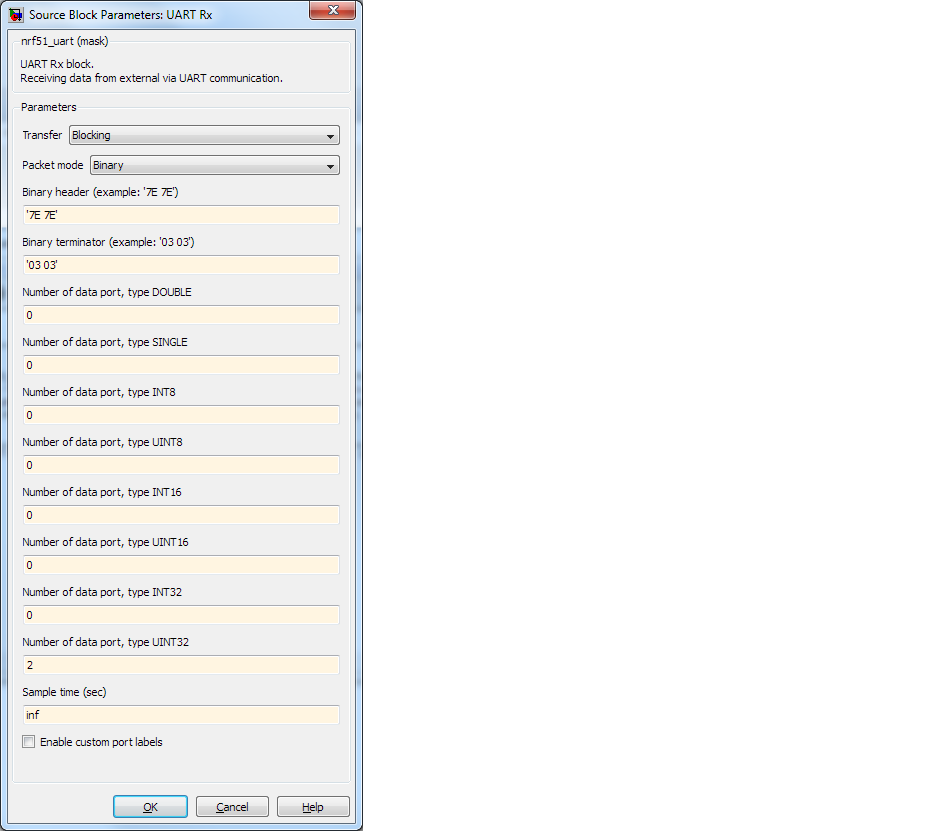 Source Block Parameters: UART Rx
nrf51_uart (mask)
UART Rx block.
Receiving data from external via UART communication.
Parameters
Transfer Blocking
Packet mode Binary
Binary header (example: '7E 7E')
'7E 7E'
Binary terminator (example: '03 03')
'03 03'
Number of data port, type DOUBLE
0
Number of data port, type SINGLE
0
Number of data port, type INT8
0
Number of data port, type UINT8
0
Number of data port, type INT16
0
Number of data port, type UINT16
0
Number of data port, type INT32
0
Number of data port, type UINT32
2
Sample time (sec)
inf
Enable custom port labels
OK Cancel Help